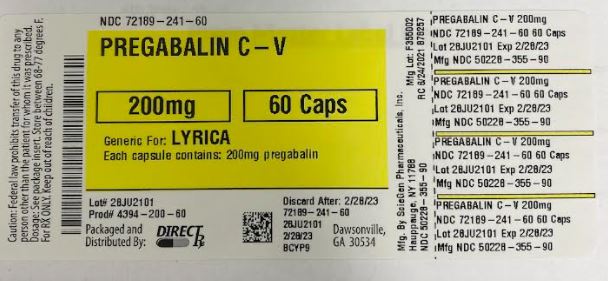 Caution: Federal law prohibits transfer of this drug to any
person other than the patient for whom it was prescribed.
Dosage: See package insert. Store between 68-77 degrees F.
For RX ONLY. Keep out of reach of children.
NDC 72189-241-60
PREGABALIN C-V
200mg
60 Caps
Generic For: LYRICA
Each capsule contains: 200mg pregabalin
Lot# 28JU2101
Prod# 4394-200-60
Packaged and
Distributed By:
DIRECT Rx
Discard After: 2/28/23
72189-241-60
28JU2101
2/28/23
BCYP9
Dawsonville,
GA 30534
Mfg. By ScieGen Pharmaceuticals, Inc.
Hauppauge, NY 11788
NDC 50228-355-90
Mfg Lot: F355002
RC 6/24/2021 878257
PREGABALIN C-V 200mg
NDC 72189-241-60 60 Caps
Lot 28JU2101 Exp 2/28/23
Mfg NDC 50228-355-90
PREGABALIN C-V 200mg
NDC 72189-241-60 60 Caps
Lot 28JU2101 Exp 2/28/23
Mfg NDC 50228-355-90
PREGABALIN C-V 200mg
NDC 72189-241-60 60 Caps
Lot 28JU2101 Exp 2/28/23
Mfg NDC 50228-355-90
PREGABALIN C-V 200mg
NDC 72189-241-60 60 Caps
Lot 28JU2101 Exp 2/28/23
Mfg NDC 50228-355-90